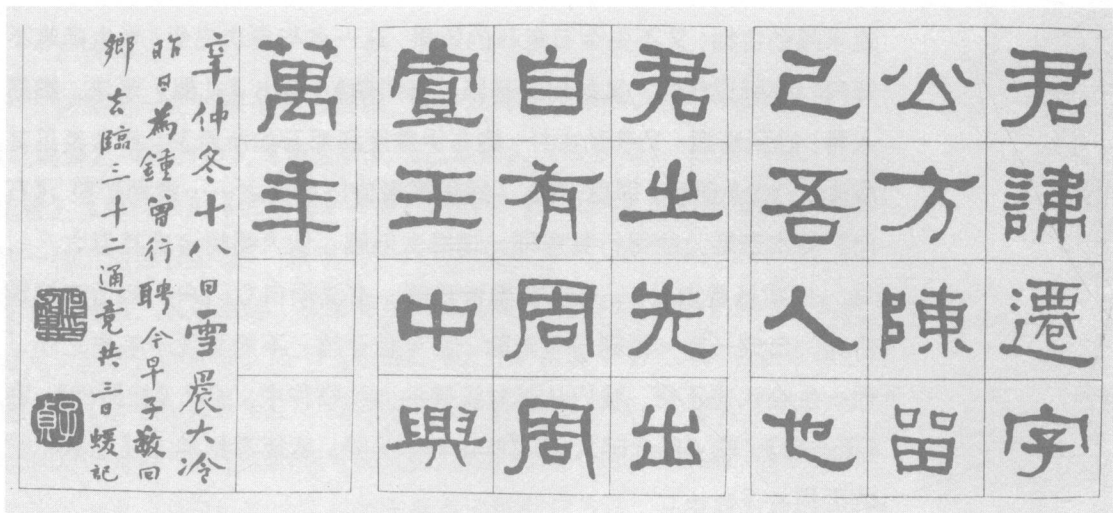 君諱遷字
公方陳留
己吾人也
君之先出
自有周周
宣王中興
萬年
辛仲冬十八日雪晨大冷
昨日為鍾曾行聘今早子敬回
鄉去臨三十二通竟共三日蝯記